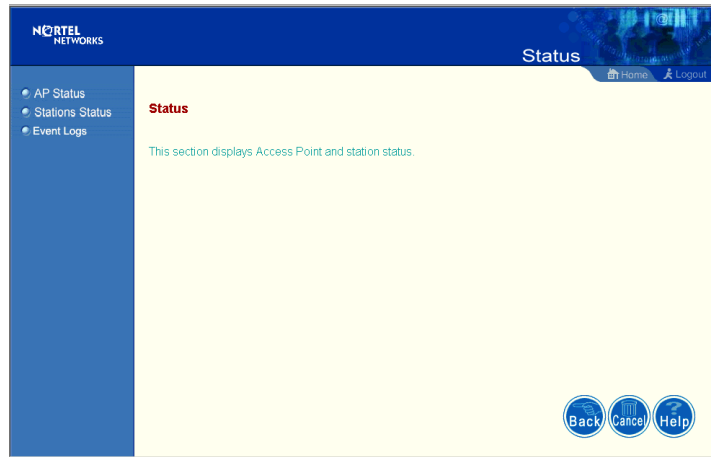 NORTEL
NETWORKS
Status
Home
Logout
AP Status
Stations Status
Event Logs
Status
This section displays Access Point and station status.
Back
Cancel
Help